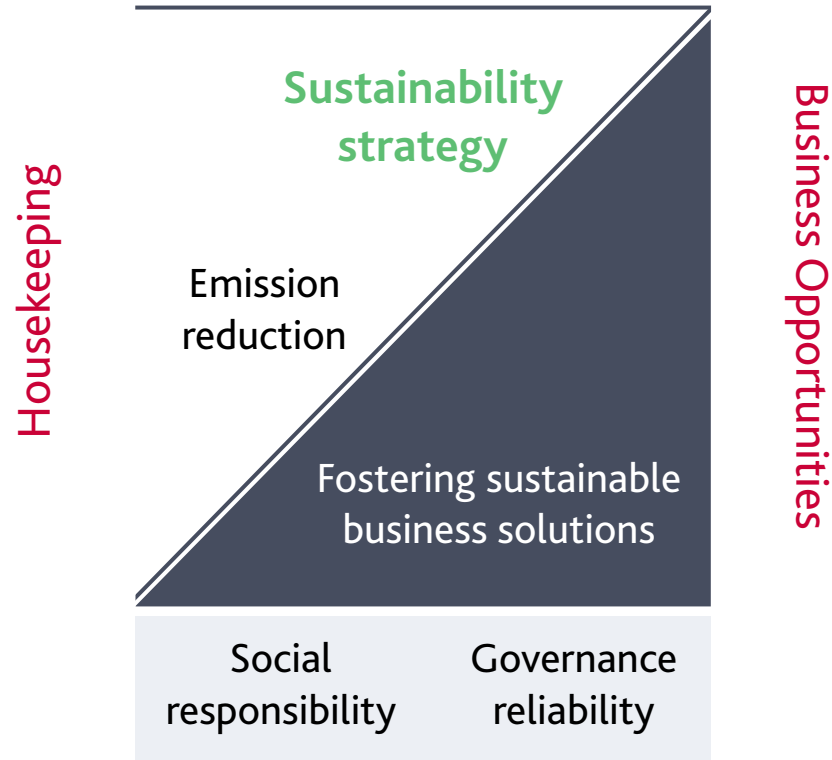 Sustainability
strategy
Housekeeping
Emission
reduction
Business Opportunities
Fostering sustainable
business solutions
Social
responsibility
Governance
reliability